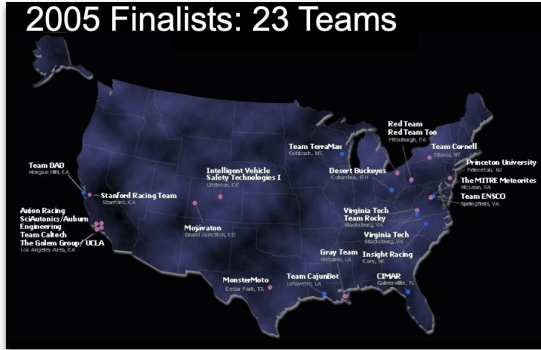 2005 Finalists: 23 Teams
Red Team
Red Team Too
Pittsburgh, PA
Team TerraMax
Oshkosh, WI
Team Cornell
Ithaca, NY
Team DAD
Morgan Hill, CA
Intelligent Vehicle
Safety Technologies I
Littleton, CO
Desert Buckeyes
Columbus, OH
Princeton University
Princeton, NJ
The MITRE Meteorites
McLean, VA
Stanford Racing Team
Stanford, CA
Team ENSCO
Springfield, VA
Axion Racing
SciAutonics/Auburn
Engineering
Team Caltech
The Golem Group/ UCLA
Los Angeles Area, CA
Virginia Tech
Team Rocky
Blacksburg, VA
Mojavaton
Grand Junction, CO
Virginia Tech
Blacksburg, VA
Gray Team
Metairie, LA
Insight Racing
Cary, NC
MonsterMoto
Cedar Park, TX
Team CajunBot
Lafayette, LA
CIMAR
Gainesville, FL